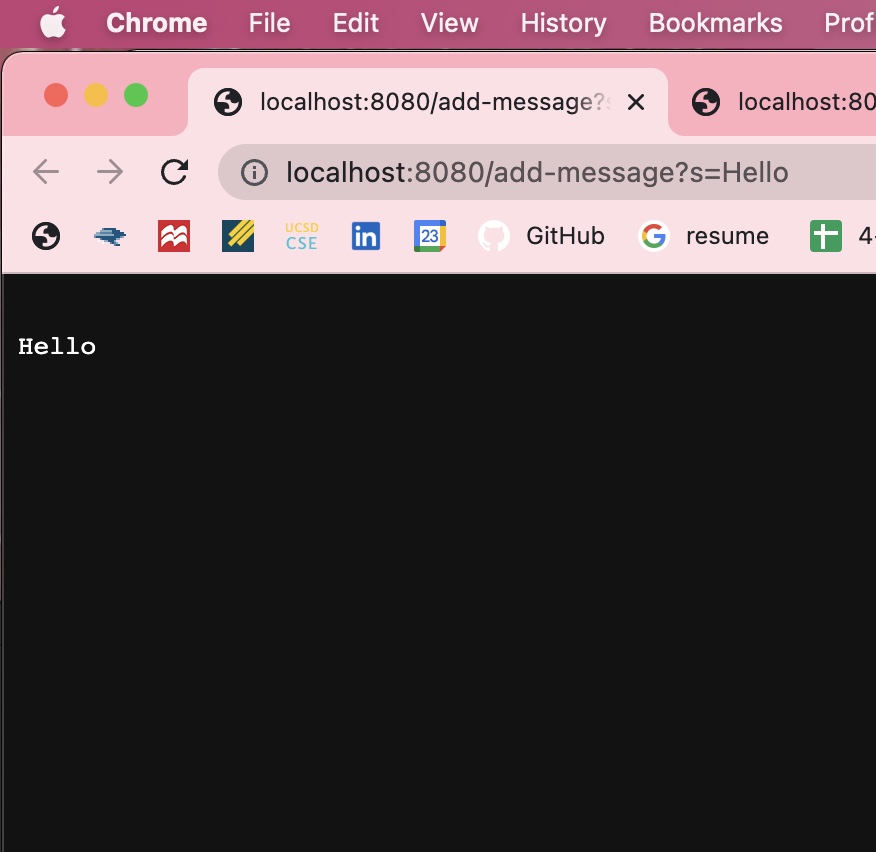 Chrome File Edit View History Bookmarks Prof
localhost:8080/add-message?s localhost:80
localhost:8080/add-message?s=Hello
UCSD CSE in 23 GitHub G resume 4-
Hello